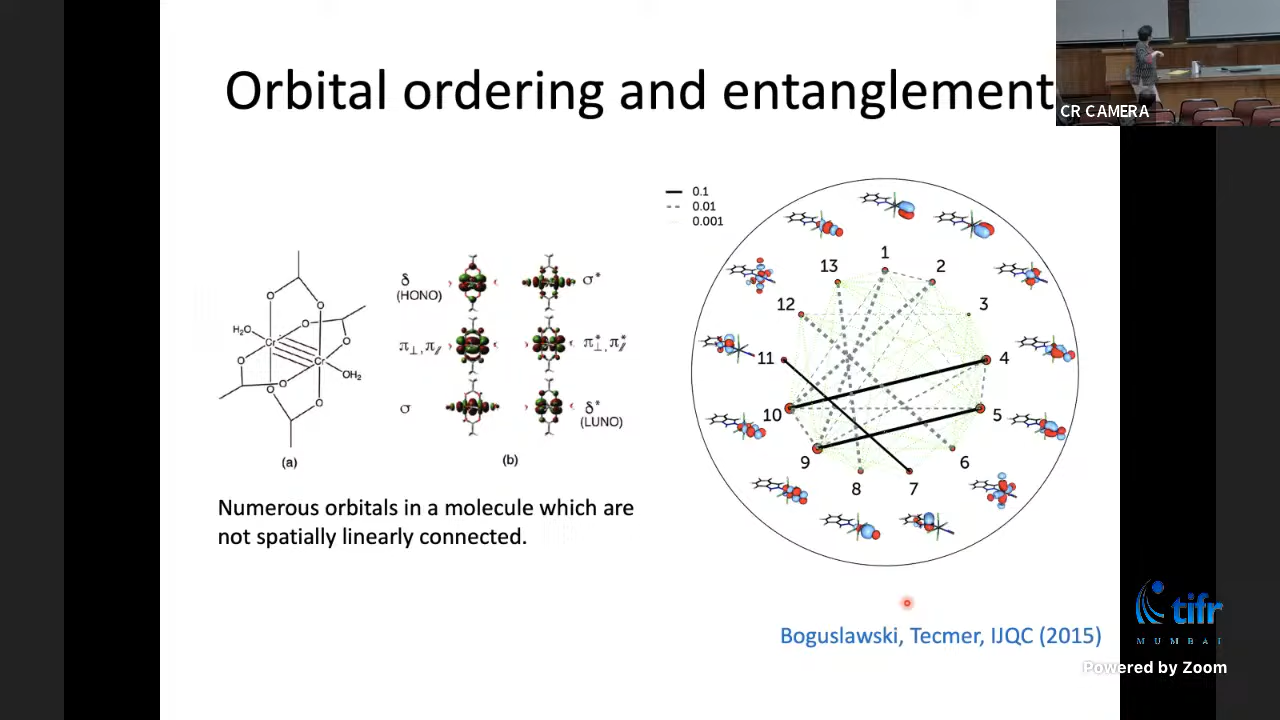 Orbital ordering and entanglement
CR CAMERA
0.1
0.01
0.001
H₂O
O
O
O
O
Cr
Cr
O
O
O
O
OH₂
(a)
δ
(HONO)
σ*
π⊥, π∥
π*⊥, π*∥
σ
δ*
(LUNO)
(b)
1
2
3
4
5
6
7
8
9
10
11
12
13
Numerous orbitals in a molecule which are
not spatially linearly connected.
Boguslawski, Tecmer, IJQC (2015)
tifr
MUMBAI
Powered by Zoom